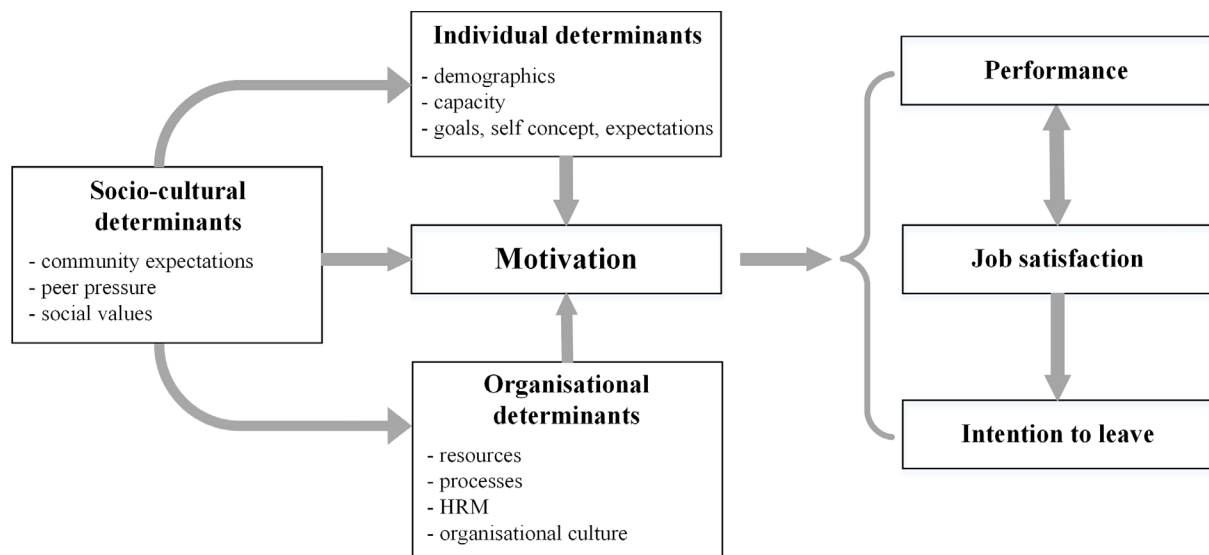 Individual determinants
- demographics
- capacity
- goals, self concept, expectations
Socio-cultural
determinants
- community expectations
- peer pressure
- social values
Motivation
Organisational
determinants
- resources
- processes
- HRM
- organisational culture
Performance
Job satisfaction
Intention to leave